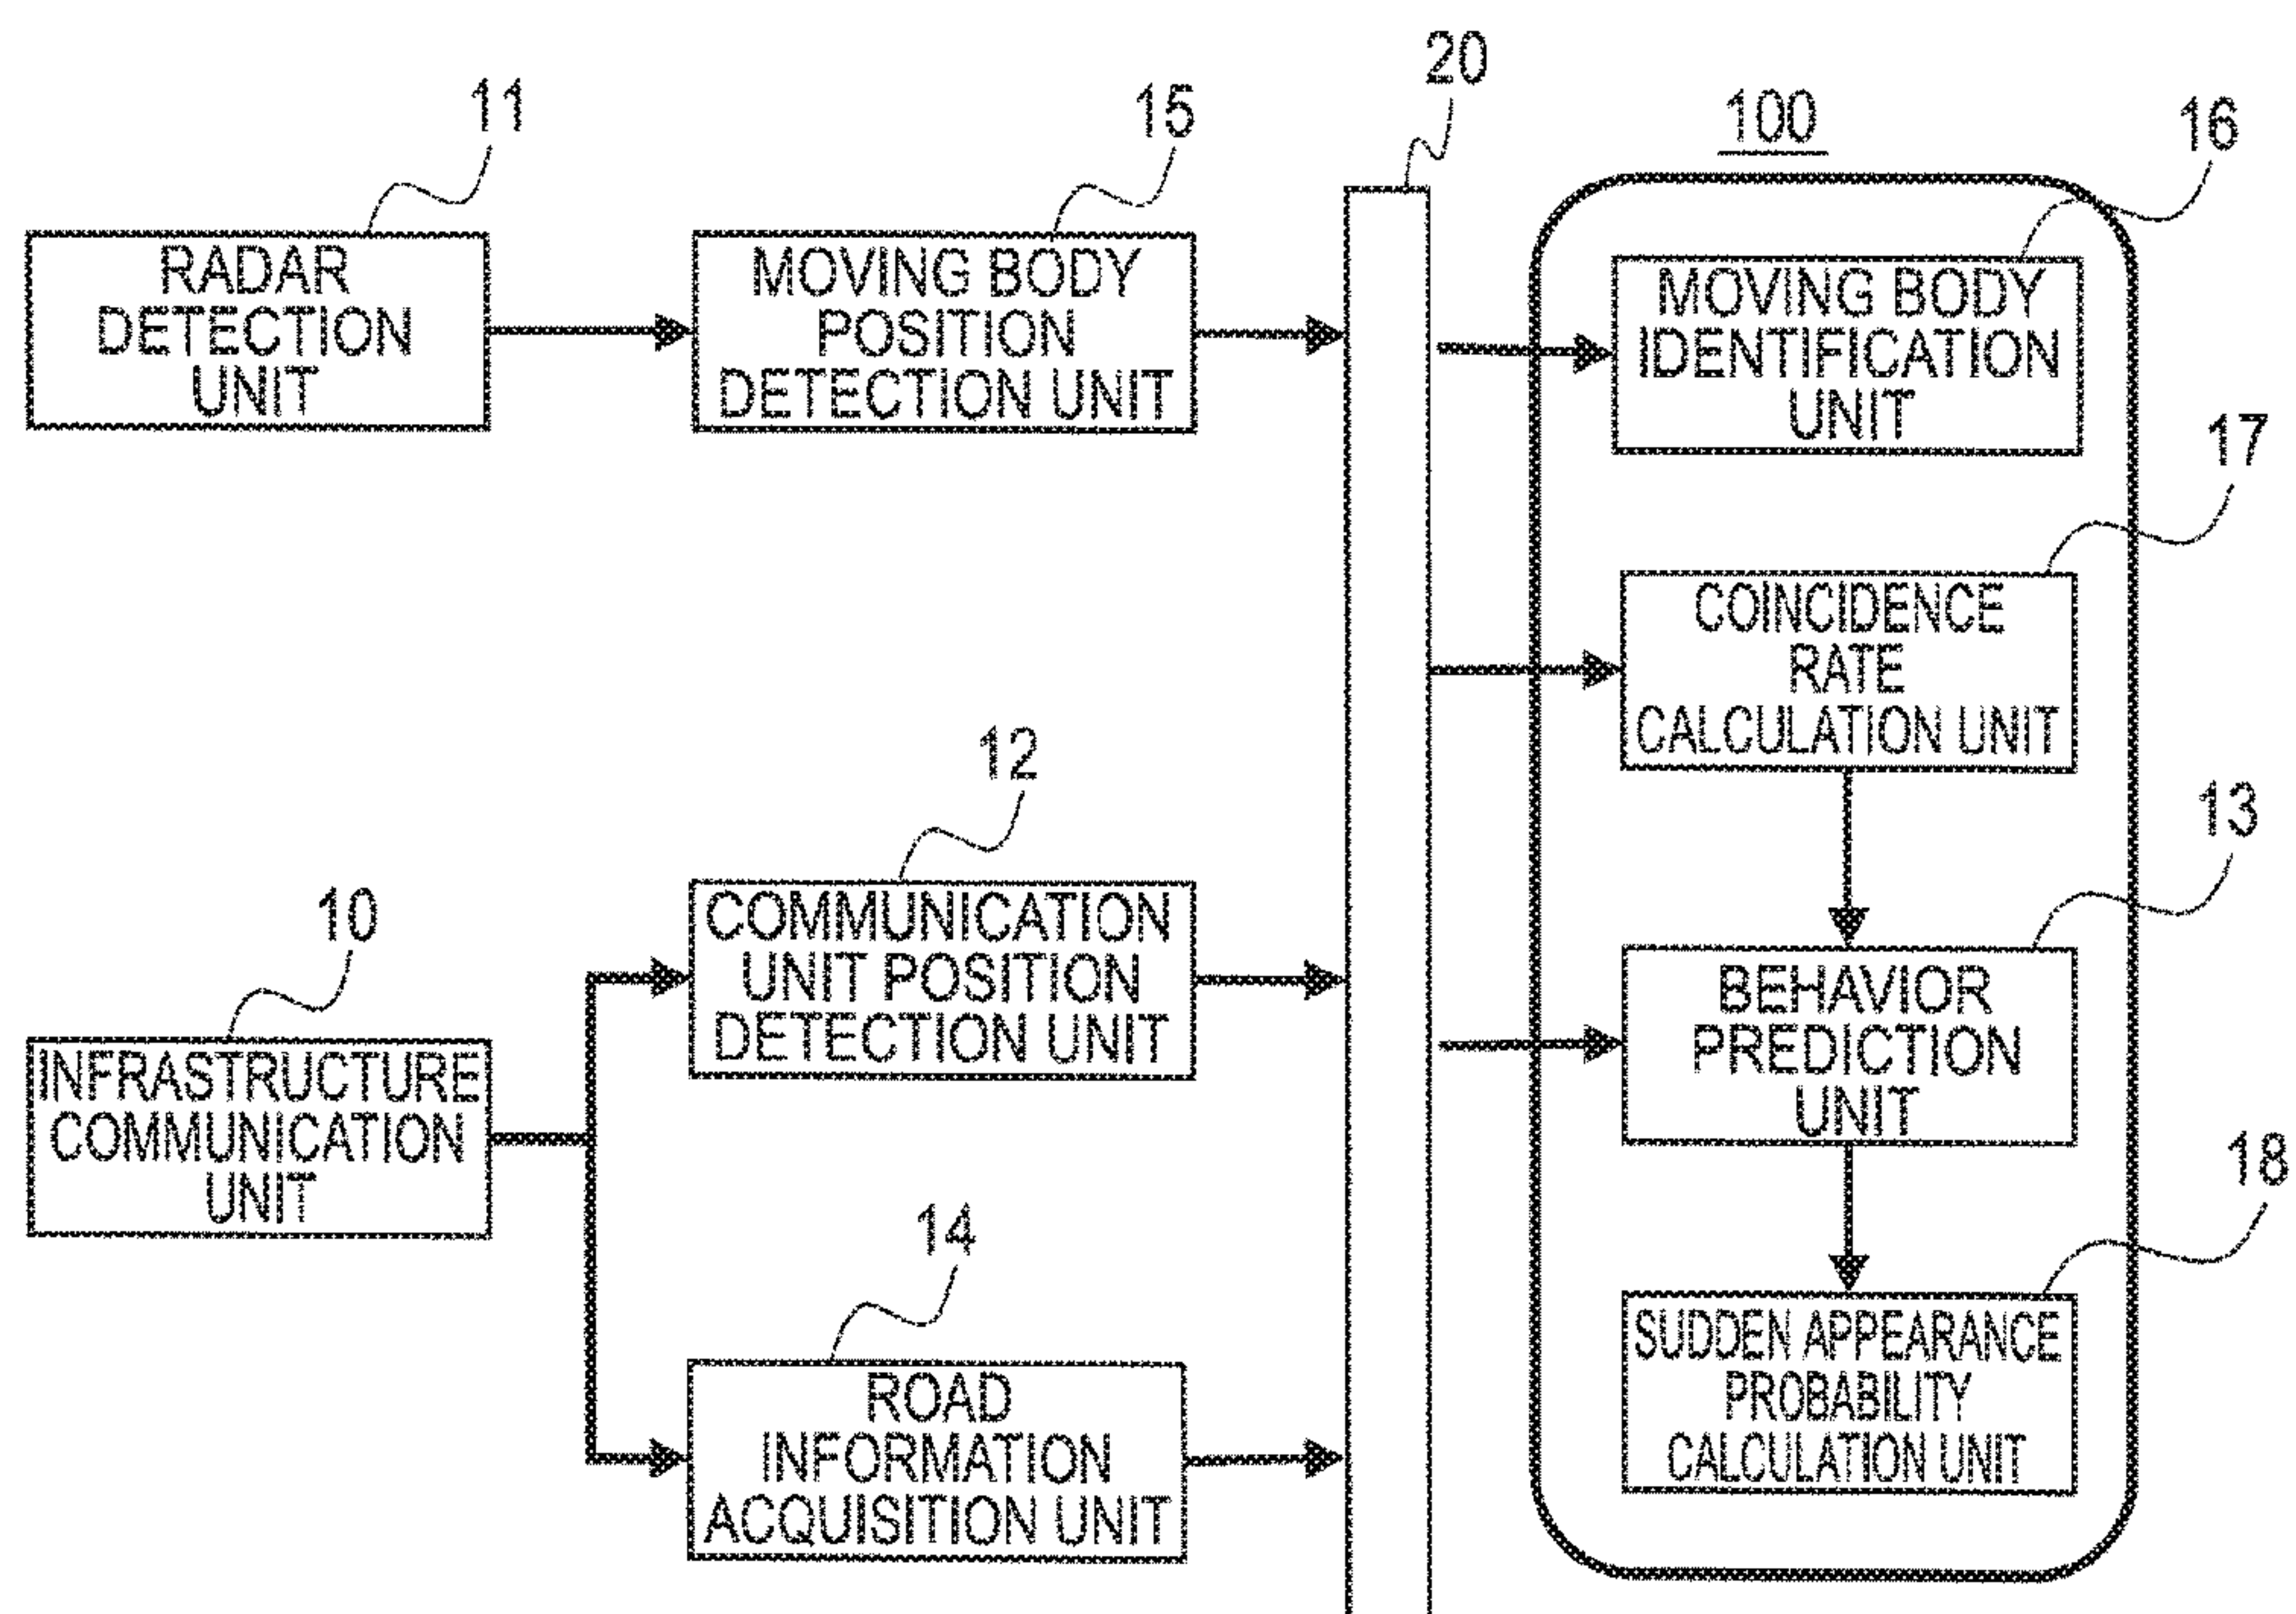 20
11
15
100
16
RADAR
DETECTION
UNIT
MOVING BODY
POSITION
DETECTION UNIT
MOVING BODY
IDENTIFICATION
UNIT
17
COINCIDENCE
RATE
CALCULATION UNIT
12
13
10
COMMUNICATION
UNIT POSITION
DETECTION UNIT
BEHAVIOR
PREDICTION
UNIT
INFRASTRUCTURE
COMMUNICATION
UNIT
18
14
SUDDEN APPEARANCE
PROBABILITY
CALCULATION UNIT
ROAD
INFORMATION
ACQUISITION UNIT